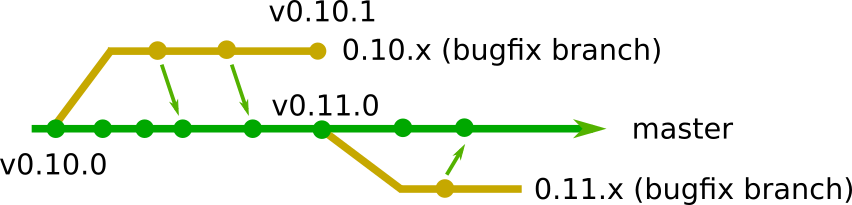 v0.10.1
0.10.x (bugfix branch)
v0.11.0
master
v0.10.0
0.11.x (bugfix branch)